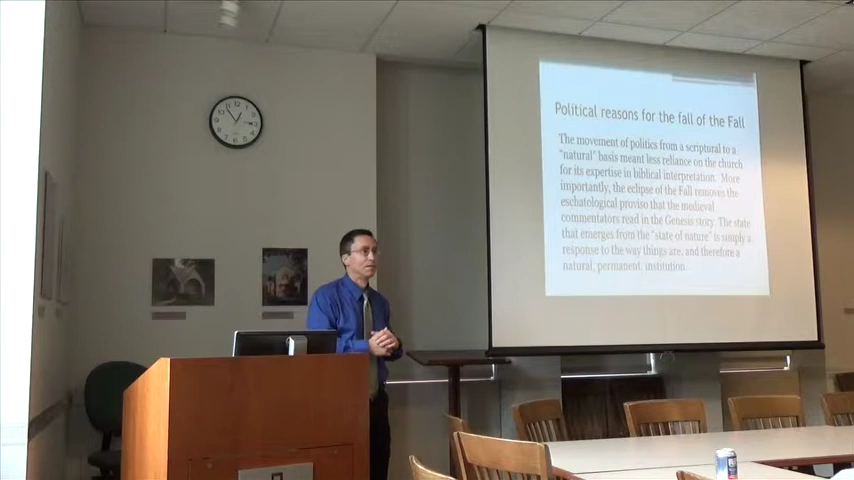 Political reasons for the fall of the Fall
The movement of politics from a scriptural to a
"natural" basis meant less reliance on the church
for its expertise in biblical interpretation. More
importantly, the eclipse of the Fall removes the
eschatological proviso that the medieval
commentators read into the Genesis story. The state
that emerges from the "state of nature" is simply a
response to the way things are, and therefore a
natural, permanent, institution.